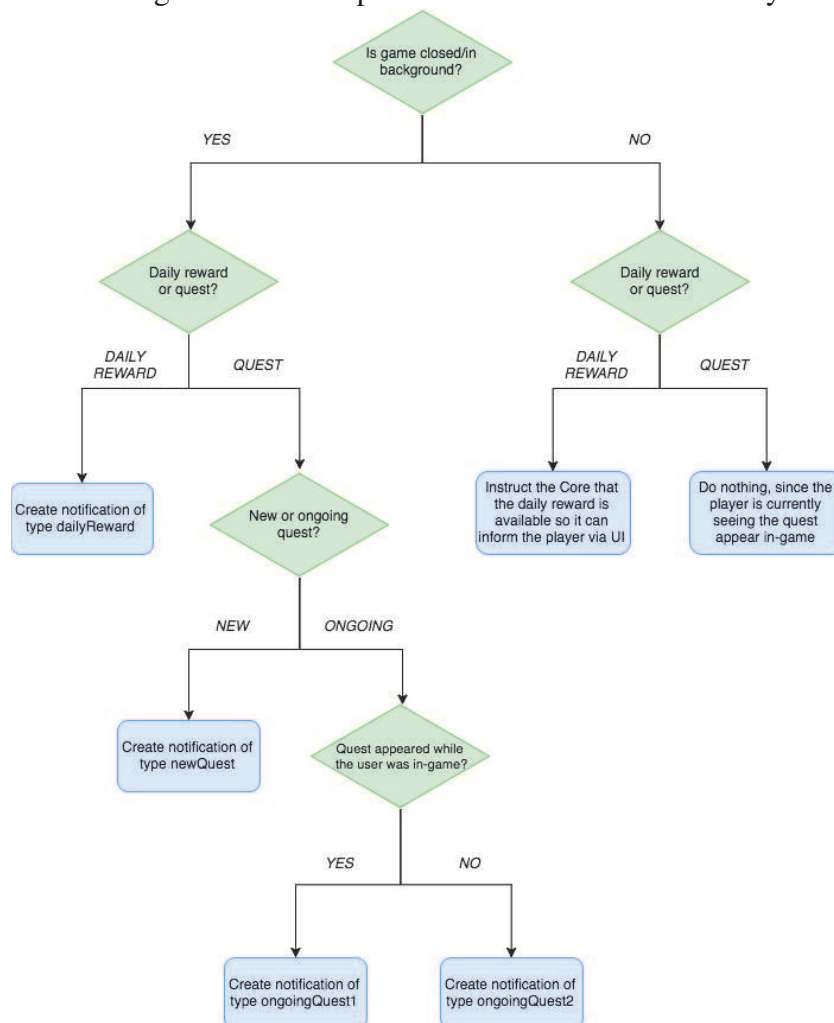 Is game closed/in
background?
YES
NO
Daily reward
or quest?
Daily reward
or quest?
DAILY
REWARD
QUEST
DAILY
REWARD
QUEST
Create notification of
type dailyReward
New or ongoing
quest?
Instruct the Core that
the daily reward is
available so it can
inform the player via UI
Do nothing, since the
player is currently
seeing the quest
appear in-game
NEW
ONGOING
Create notification of
type newQuest
Quest appeared while
the user was in-game?
YES
NO
Create notification of
type ongoingQuest1
Create notification of
type ongoingQuest2